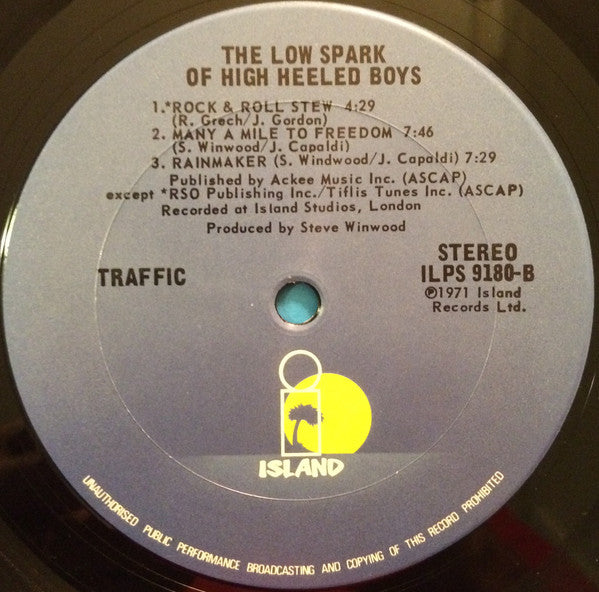 THE LOW SPARK
OF HIGH HEELED BOYS
1.*ROCK & ROLL STEW 4:29
(R. Grech/J. Gordon)
2. MANY A MILE TO FREEDOM 7:46
(S. Winwood/J. Capaldi)
3. RAINMAKER (S. Windwood/J. Capaldi) 7:29
Published by Ackee Music Inc. (ASCAP)
except *RSO Publishing Inc./Tiflis Tunes Inc. (ASCAP)
Recorded at Island Studios, London
Produced by Steve Winwood
TRAFFIC
STEREO
ILPS 9180-B
℗1971 Island
Records Ltd.
ISLAND
UNAUTHORISED PUBLIC PERFORMANCE BROADCASTING AND COPYING OF THIS RECORD PROHIBITED